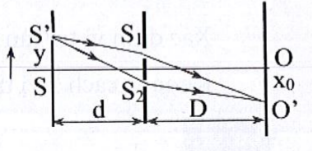 S' S₁
y O
S x₀
S₂ O'
d D